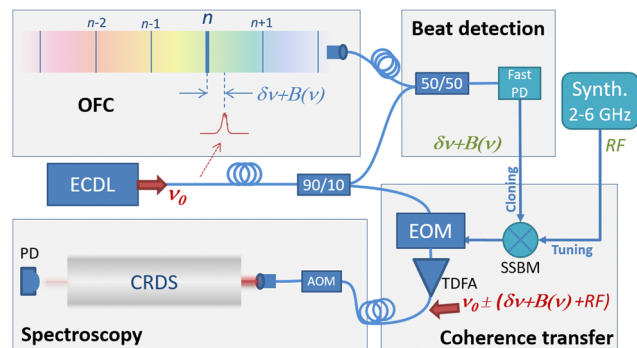 n-2
n-1
n
n+1
OFC
δν+B(ν)
Beat detection
50/50
Fast
PD
δν+B(ν)
Synth.
2-6 GHz
RF
ECDL
ν₀
90/10
Cloning
Tuning
EOM
SSBM
TDFA
ν₀ ± (δν+B(ν)+RF)
Coherence transfer
PD
CRDS
AOM
Spectroscopy